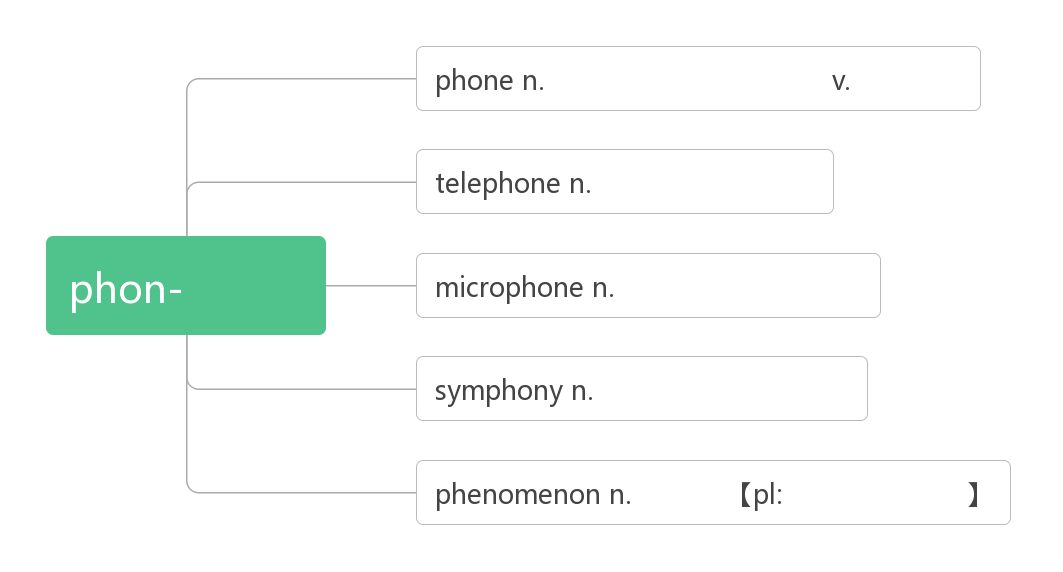 phone n. v.
telephone n.
phon-
microphone n.
symphony n.
phenomenon n. 【pl: 】